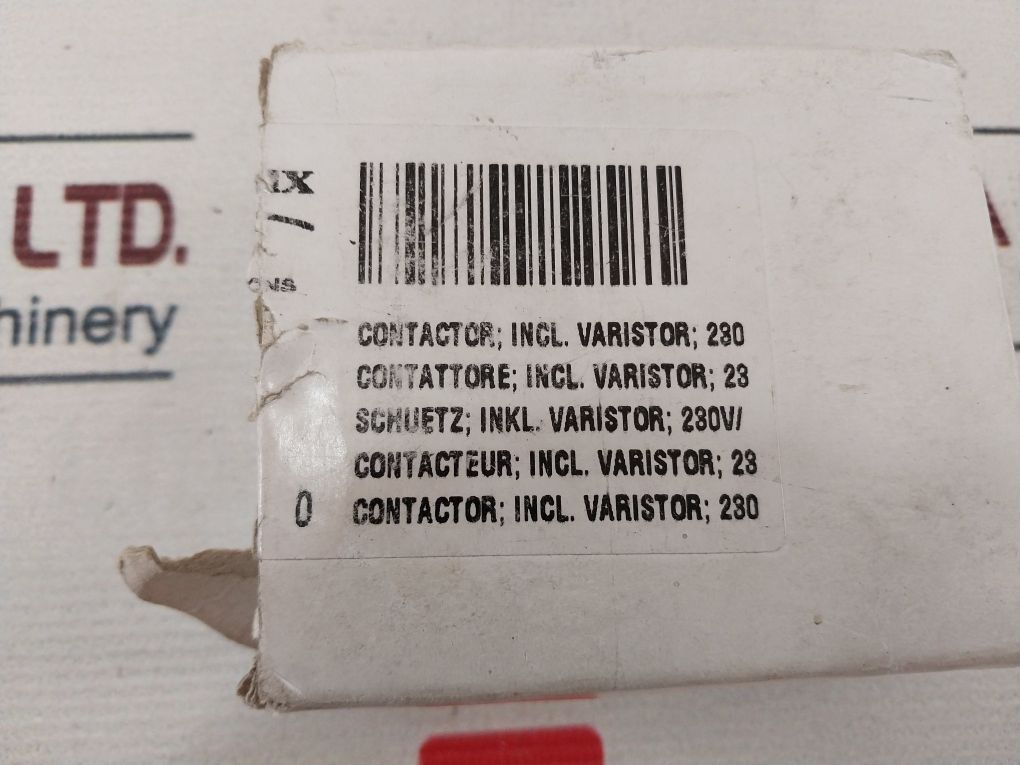 LTD.
CONTACTOR; INCL. VARISTOR; 230
CONTATTORE; INCL. VARISTOR; 23
SCHUETZ; INKL. VARISTOR; 230V/
CONTACTEUR; INCL. VARISTOR; 23
0 CONTACTOR; INCL. VARISTOR; 230